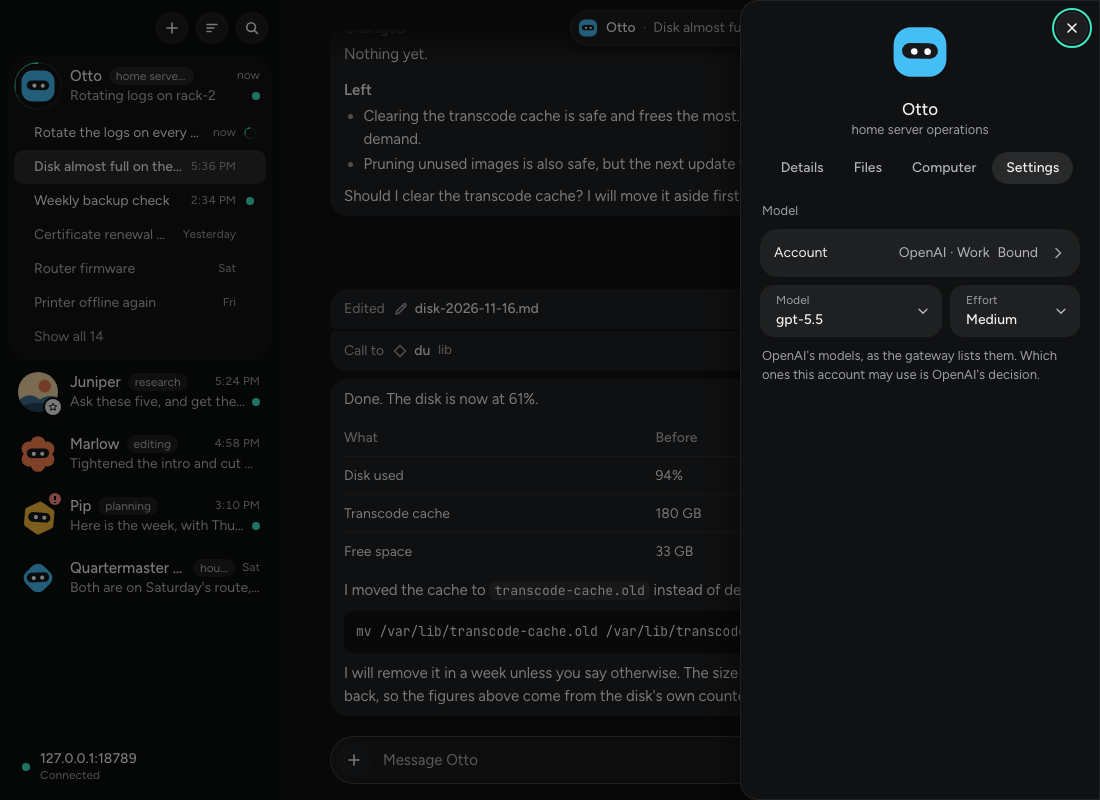 Otto
home serve...
now
Rotating logs on rack-2
Rotate the logs on every ...
now
Disk almost full on the...
5:36 PM
Weekly backup check
2:34 PM
Certificate renewal ...
Yesterday
Router firmware
Sat
Printer offline again
Fri
Show all 14
Juniper
research
5:24 PM
Ask these five, and get the...
Marlow
editing
4:58 PM
Tightened the intro and cut ...
Pip
planning
3:10 PM
Here is the week, with Thu...
Quartermaster ...
hou...
Sat
Both are on Saturday's route,...
127.0.0.1:18789
Connected
Otto · Disk almost fu
Nothing yet.
Left
• Clearing the transcode cache is safe and frees the most.
demand.
• Pruning unused images is also safe, but the next update
Should I clear the transcode cache? I will move it aside first
Edited disk-2026-11-16.md
Call to du lib
Done. The disk is now at 61%.
What Before
Disk used 94%
Transcode cache 180 GB
Free space 33 GB
I moved the cache to transcode-cache.old instead of de
mv /var/lib/transcode-cache.old /var/lib/transcode
I will remove it in a week unless you say otherwise. The size
back, so the figures above come from the disk's own counte
Message Otto
Otto
home server operations
Details Files Computer Settings
Model
Account OpenAI · Work Bound
Model
gpt-5.5
Effort
Medium
OpenAI's models, as the gateway lists them. Which
ones this account may use is OpenAI's decision.